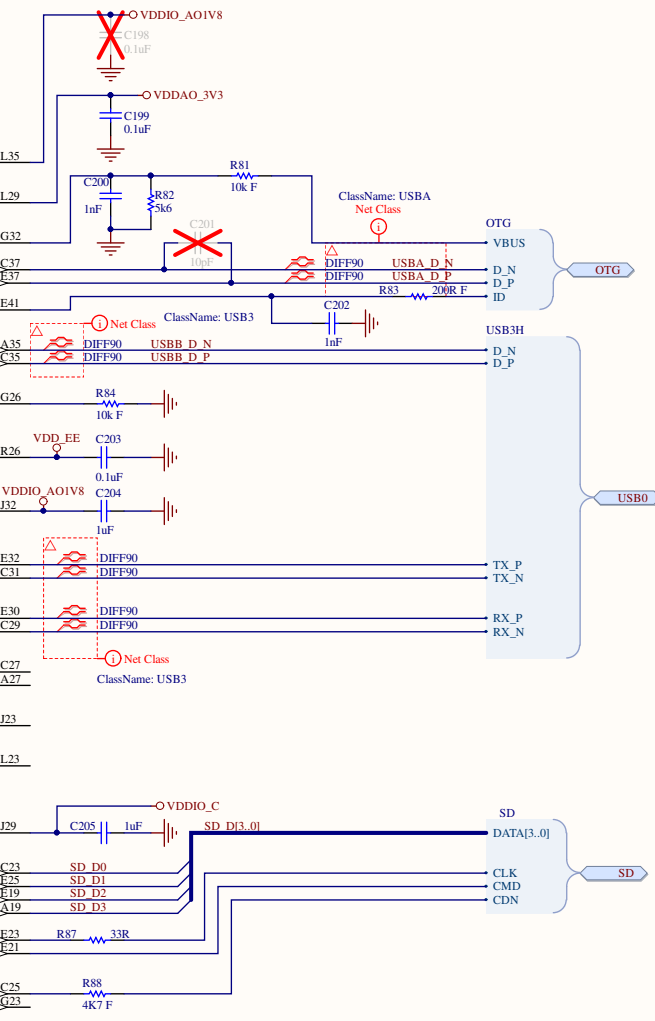 VDDIO_AO1V8
C198
0.1uF
VDDAO_3V3
C199
0.1uF
L35
R81
10k F
C200
1nF
R82
5k6
L29
ClassName: USBA
Net Class
C201
10pF
OTG
G32
VBUS
C37
DIFF90
USBA_D_N
D_N
OTG
E37
DIFF90
USBA_D_P
D_P
R83
200R F
ID
E41
C202
1nF
ClassName: USB3
Net Class
USB3H
A35
DIFF90
USBB_D_N
D_N
C35
DIFF90
USBB_D_P
D_P
R84
10k F
G26
VDD_EE
C203
0.1uF
R26
VDDIO_AO1V8
C204
1uF
J32
USB0
E32
DIFF90
TX_P
C31
DIFF90
TX_N
E30
DIFF90
RX_P
C29
DIFF90
RX_N
Net Class
ClassName: USB3
C27
A27
J23
L23
VDDIO_C
SD
J29
C205
1uF
SD_D[3..0]
DATA[3..0]
C23
SD_D0
CLK
SD
E25
SD_D1
CMD
E19
SD_D2
CDN
A19
SD_D3
E23
R87
33R
E21
R88
4K7 F
C25
G23